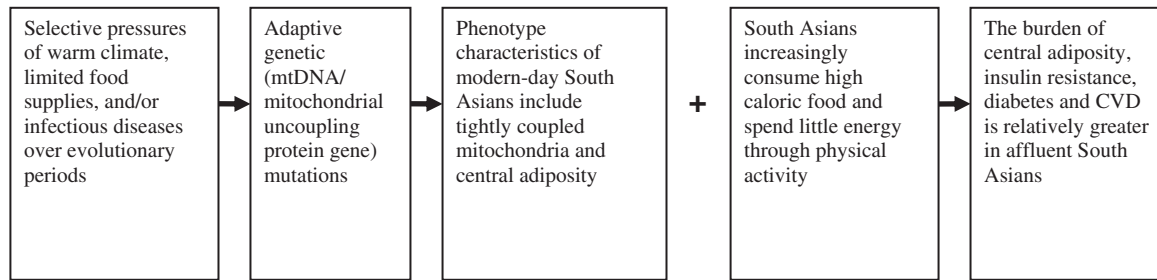 Selective pressures
of warm climate,
limited food
supplies, and/or
infectious diseases
over evolutionary
periods
Adaptive
genetic
(mtDNA/
mitochondrial
uncoupling
protein gene)
mutations
Phenotype
characteristics of
modern-day South
Asians include
tightly coupled
mitochondria and
central adiposity
+
South Asians
increasingly
consume high
caloric food and
spend little energy
through physical
activity
The burden of
central adiposity,
insulin resistance,
diabetes and CVD
is relatively greater
in affluent South
Asians